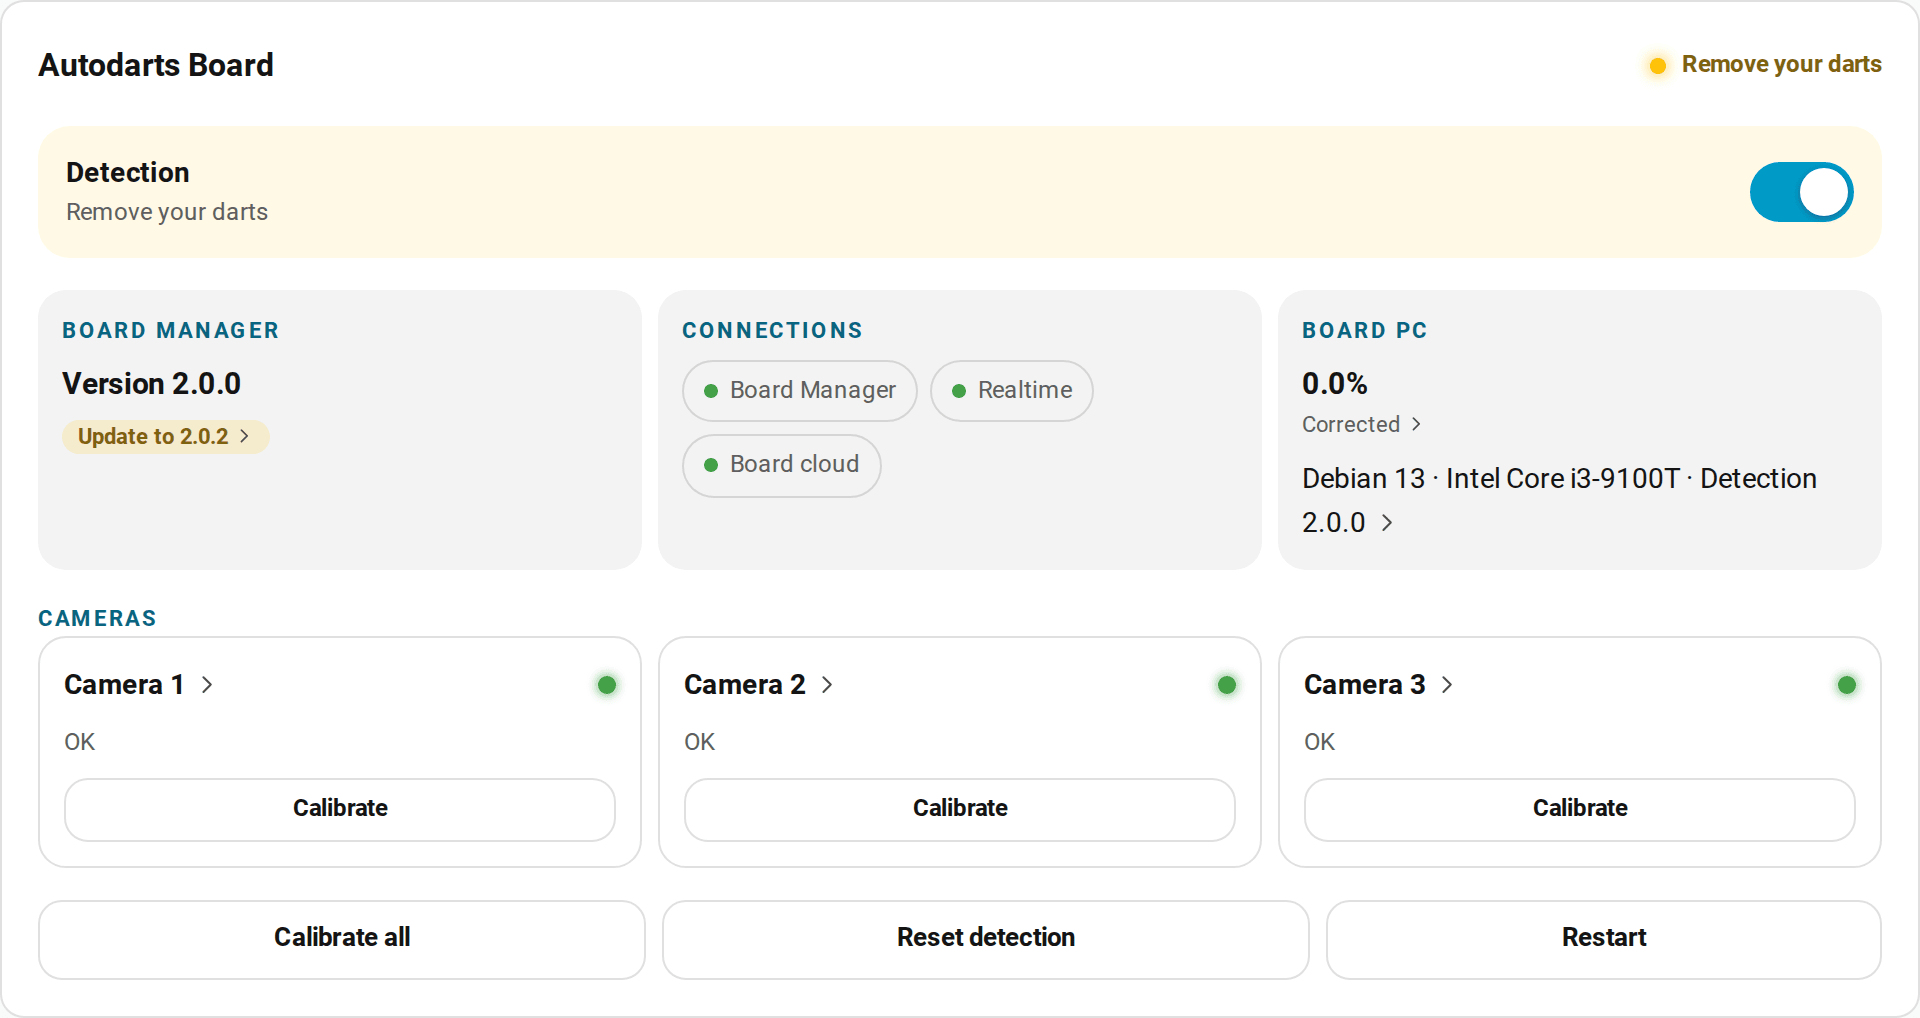 Autodarts Board
Remove your darts
Detection
Remove your darts
BOARD MANAGER
Version 2.0.0
Update to 2.0.2
CONNECTIONS
Board Manager
Realtime
Board cloud
BOARD PC
0.0%
Corrected
Debian 13 · Intel Core i3-9100T · Detection
2.0.0
CAMERAS
Camera 1
OK
Calibrate
Camera 2
OK
Calibrate
Camera 3
OK
Calibrate
Calibrate all
Reset detection
Restart